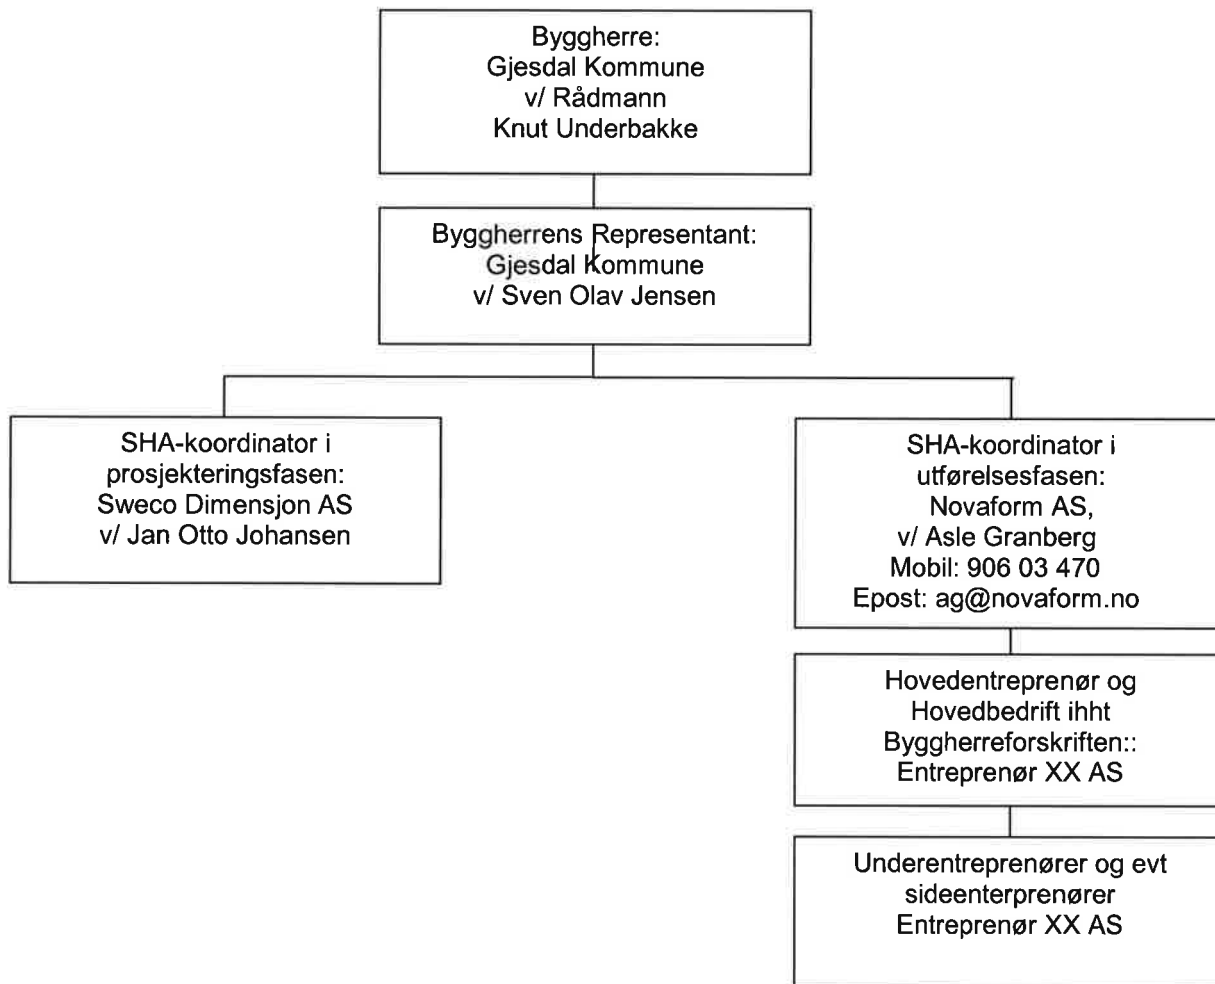 Byggherre:
Gjesdal Kommune
v/ Rådmann
Knut Underbakke
Byggherrens Representant:
Gjesdal Kommune
v/ Sven Olav Jensen
SHA-koordinator i
prosjekteringsfasen:
Sweco Dimensjon AS
v/ Jan Otto Johansen
SHA-koordinator i
utførelsesfasen:
Novaform AS,
v/ Asle Granberg
Mobil: 906 03 470
Epost: ag@novaform.no
Hovedentreprenør og
Hovedbedrift ihht
Byggherreforskriften::
Entreprenør XX AS
Underentreprenører og evt
sideenterprenører
Entreprenør XX AS